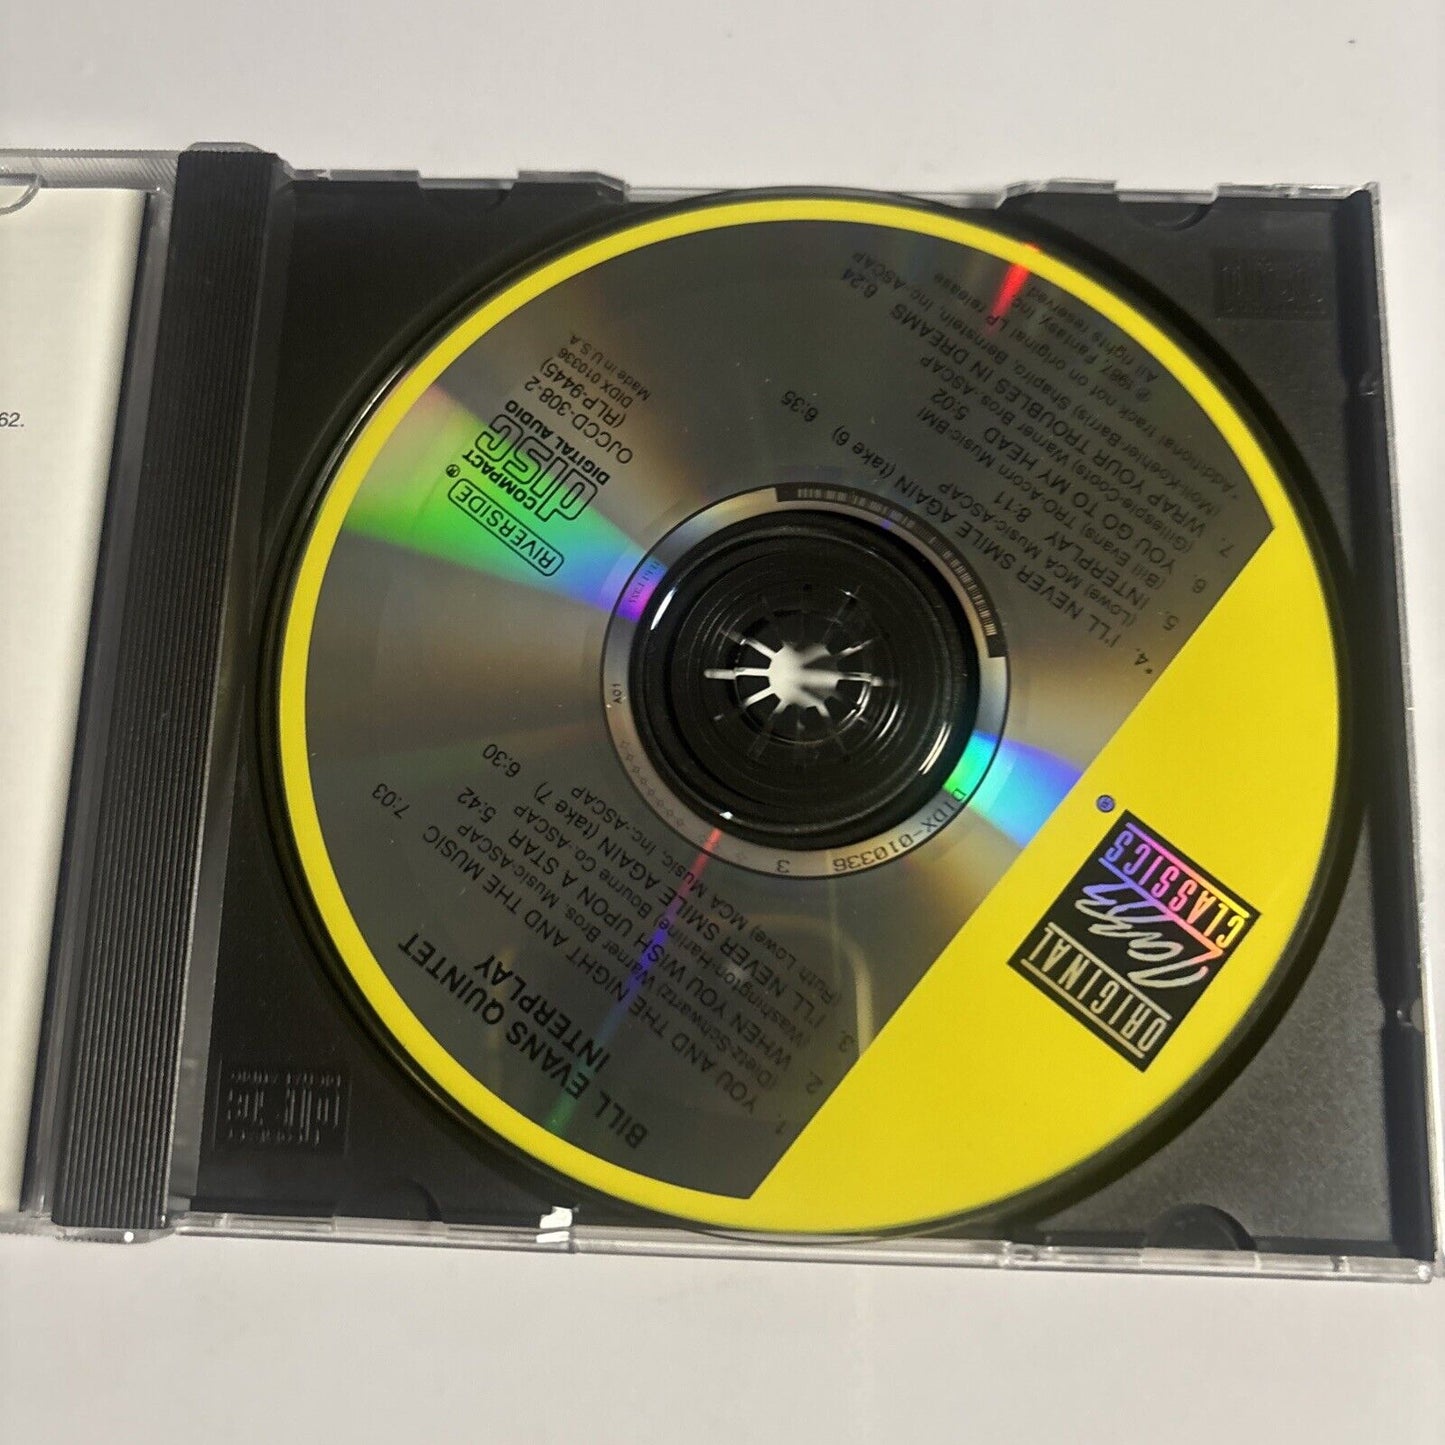 BILL EVANS QUINTET
INTERPLAY
1. YOU AND THE NIGHT AND THE MUSIC 7:03
(Dietz-Schwartz) Warner Bros. Music-ASCAP
2. WHEN YOU WISH UPON A STAR 5:42
(Washington-Harline) Bourne Co.-ASCAP
3. I'LL NEVER SMILE AGAIN (take 7) 6:30
(Ruth Lowe) MCA Music, Inc.-ASCAP
*4. I'LL NEVER SMILE AGAIN (take 6) 6:35
(Lowe) MCA Music-ASCAP
5. INTERPLAY 8:11
(Bill Evans) TRO-Acorn Music-BMI
6. YOU GO TO MY HEAD 5:02
(Gillespie-Coots) Warner Bros.-ASCAP
7. WRAP YOUR TROUBLES IN DREAMS 6:24
(Moll-Koehler-Barris) Shapiro, Bernstein, Inc.-ASCAP
*Additional track not on original LP release
℗ 1987, Fantasy, Inc.
All rights reserved.
RIVERSIDE®
COMPACT
disc
DIGITAL AUDIO
OJCCD-308-2
(RLP-9445)
DIDX 010336
Made in U.S.A.
ORIGINAL
Jazz
CLASSICS
®
DIDX-010336 3
A01
62.
COMPACT
disc
DIGITAL AUDIO